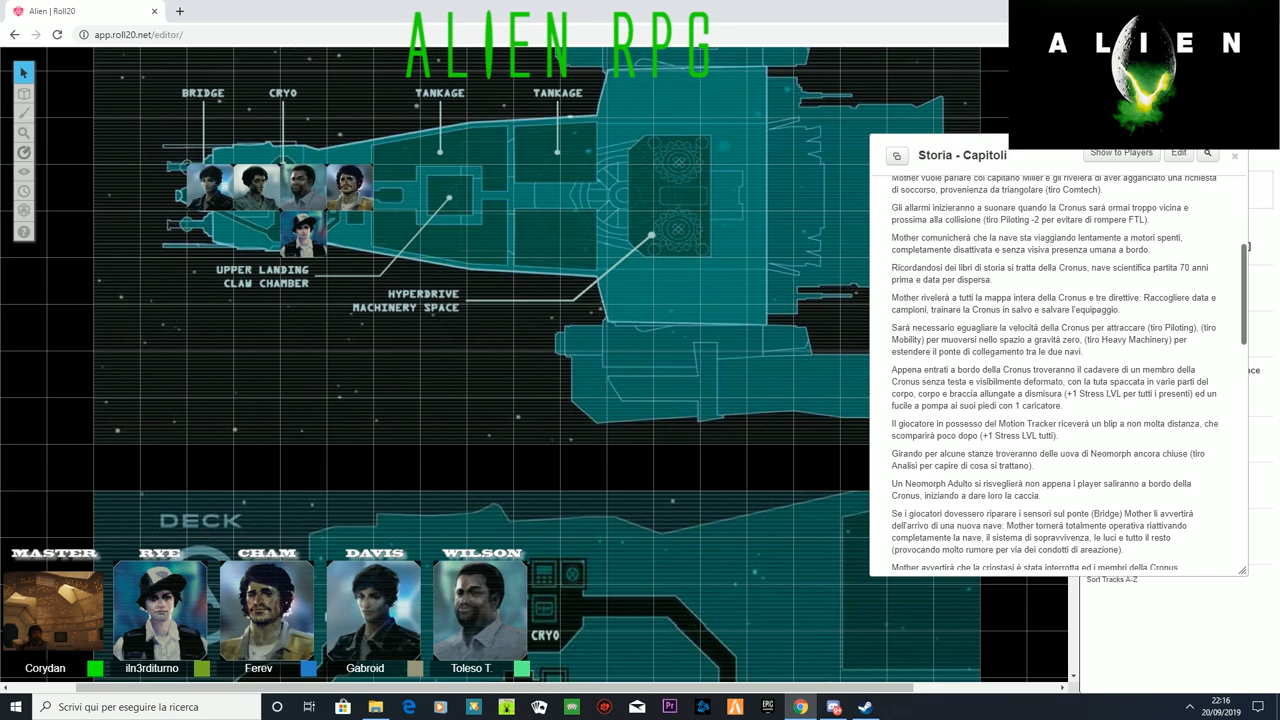 Alien | Roll20
app.roll20.net/editor/
ALIEN RPG
ALIEN
BRIDGE
CRYO
TANKAGE
TANKAGE
UPPER LANDING
CLAW CHAMBER
HYPERDRIVE
MACHINERY SPACE
DECK
CRYO
Storia - Capitoli
Show to Players
Edit
Mother vuole parlare col capitano Miller e gli rivelerà di aver agganciato una richiesta
di soccorso, provenienza da triangolare (tiro Comtech).
Gli allarmi inizieranno a suonare quando la Cronus sarà ormai troppo vicina e
prossima alla collisione (tiro Piloting -2 per evitare di rompere FTL).
Mother comunicherà che la nave sta viaggiando lentamente a motori spenti,
completamente disattivata e senza visiva presenza umana a bordo.
Ricordandosi dei libri di storia si tratta della Cronus, nave scientifica partita 70 anni
prima e data per dispersa.
Mother rivelerà a tutti la mappa intera della Cronus e tre direttive: Raccogliere data e
campioni, trainare la Cronus in salvo e salvare l'equipaggio.
Sarà necessario eguagliare la velocità della Cronus per attraccare (tiro Piloting), (tiro
Mobility) per muoversi nello spazio a gravità zero, (tiro Heavy Machinery) per
estendere il ponte di collegamento tra le due navi.
Appena entrati a bordo della Cronus troveranno il cadavere di un membro della
Cronus senza testa e visibilmente deformato, con la tuta spaccata in varie parti del
corpo, corpo e braccia allungate a dismisura (+1 Stress LVL per tutti i presenti) ed un
fucile a pompa ai suoi piedi con 1 caricatore.
Il giocatore in possesso del Motion Tracker riceverà un blip a non molta distanza, che
scomparirà poco dopo (+1 Stress LVL tutti).
Girando per alcune stanze troveranno delle uova di Neomorph ancora chiuse (tiro
Analisi per capire di cosa si trattano).
Un Neomorph Adulto si risveglierà non appena i player saliranno a bordo della
Cronus, iniziando a dare loro la caccia.
Se i giocatori dovessero riparare i sensori sul ponte (Bridge) Mother li avvertirà
dell'arrivo di una nuova nave: Mother tornerà totalmente operativa riattivando
completamente la nave, il sistema di sopravvivenza, le luci e tutto il resto
(provocando molto rumore per via dei condotti di areazione).
Mother avvertirà che la criostasi è stata interrotta ed i membri della Cronus
Sort Tracks A-Z
MASTER
RYE
CHAM
DAVIS
WILSON
Corydan
iln3rditurno
Ferev
Gabroid
Toleso T.
Scrivi qui per eseguire la ricerca
22:16
20/09/2019